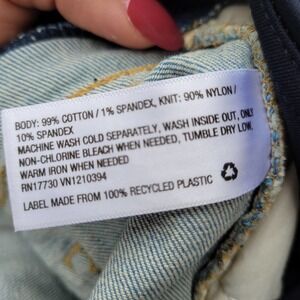 BODY: 99% COTTON / 1% SPANDEX, KNIT: 90% NYLON /
10% SPANDEX
MACHINE WASH COLD SEPARATELY, WASH INSIDE OUT, ONLY
NON-CHLORINE BLEACH WHEN NEEDED, TUMBLE DRY LOW,
WARM IRON WHEN NEEDED
RN17730 VN1210394
LABEL MADE FROM 100% RECYCLED PLASTIC